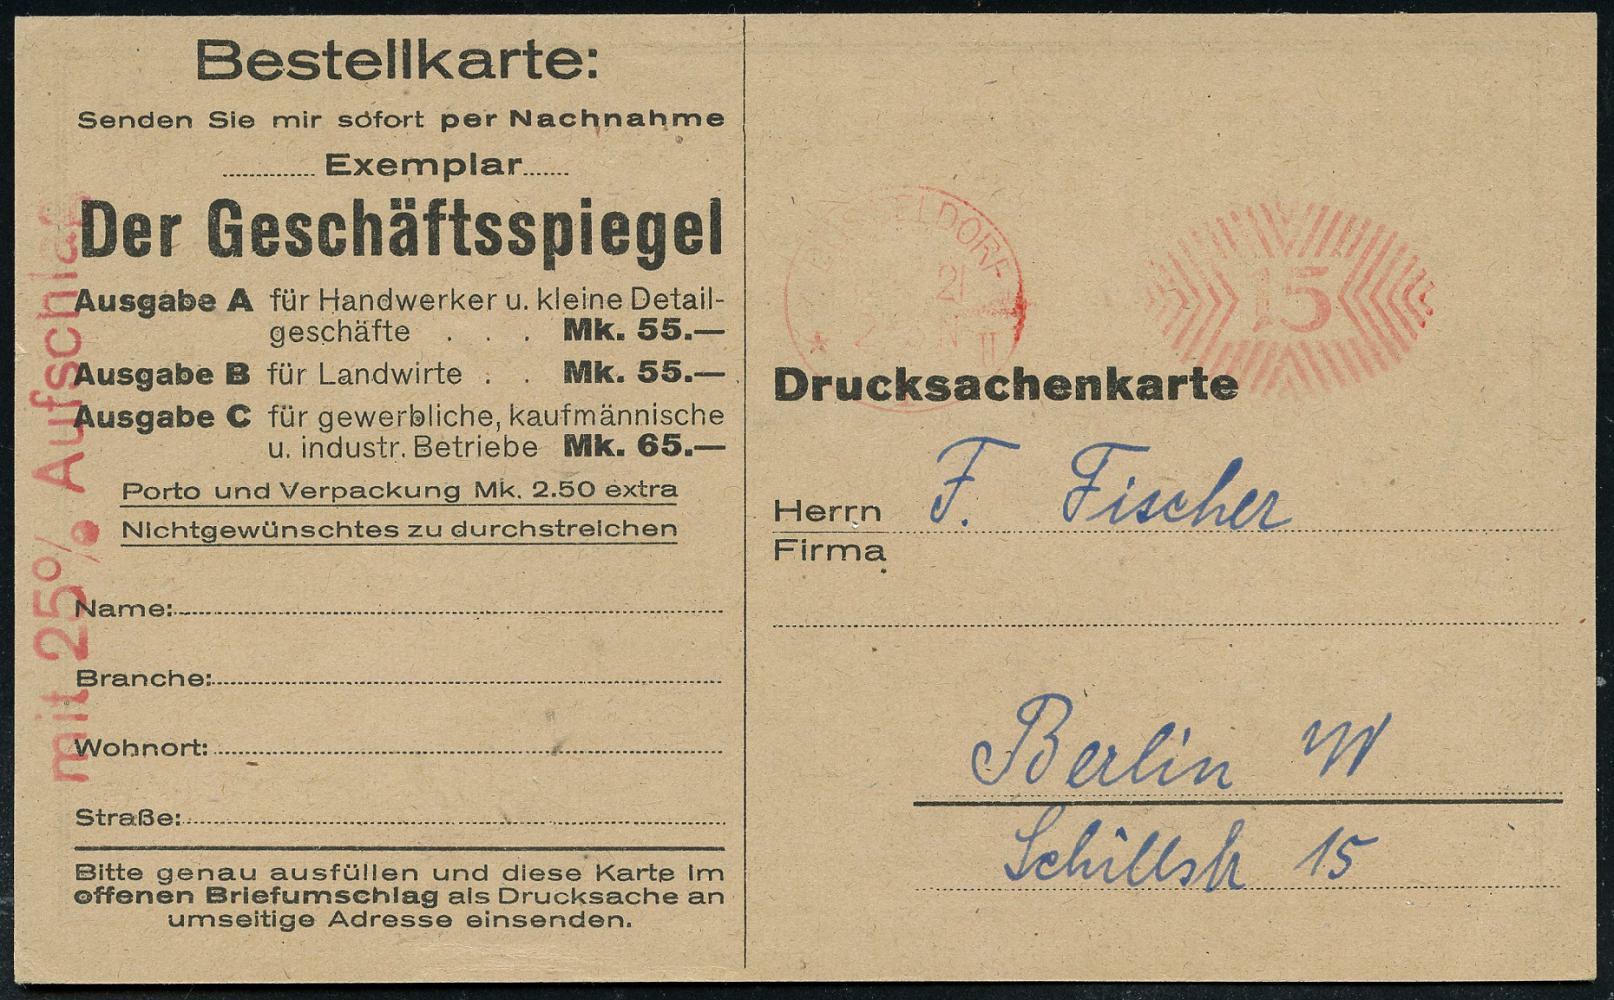 Bestellkarte:
Senden Sie mir sofort per Nachnahme
............. Exemplar......
Der Geschäftsspiegel
Ausgabe A für Handwerker u. kleine Detail-
geschäfte . . . Mk. 55.—
Ausgabe B für Landwirte . . Mk. 55.—
Ausgabe C für gewerbliche, kaufmännische
u. industr. Betriebe Mk. 65.—
Porto und Verpackung Mk. 2.50 extra
Nichtgewünschtes zu durchstreichen
Name:
Branche:
Wohnort:
Straße:
Bitte genau ausfüllen und diese Karte im
offenen Briefumschlag als Drucksache an
umseitige Adresse einsenden.
mit 25% Aufschlag
21
15
Drucksachenkarte
Herrn F. Fischer
Firma
Berlin W
Schillstr 15